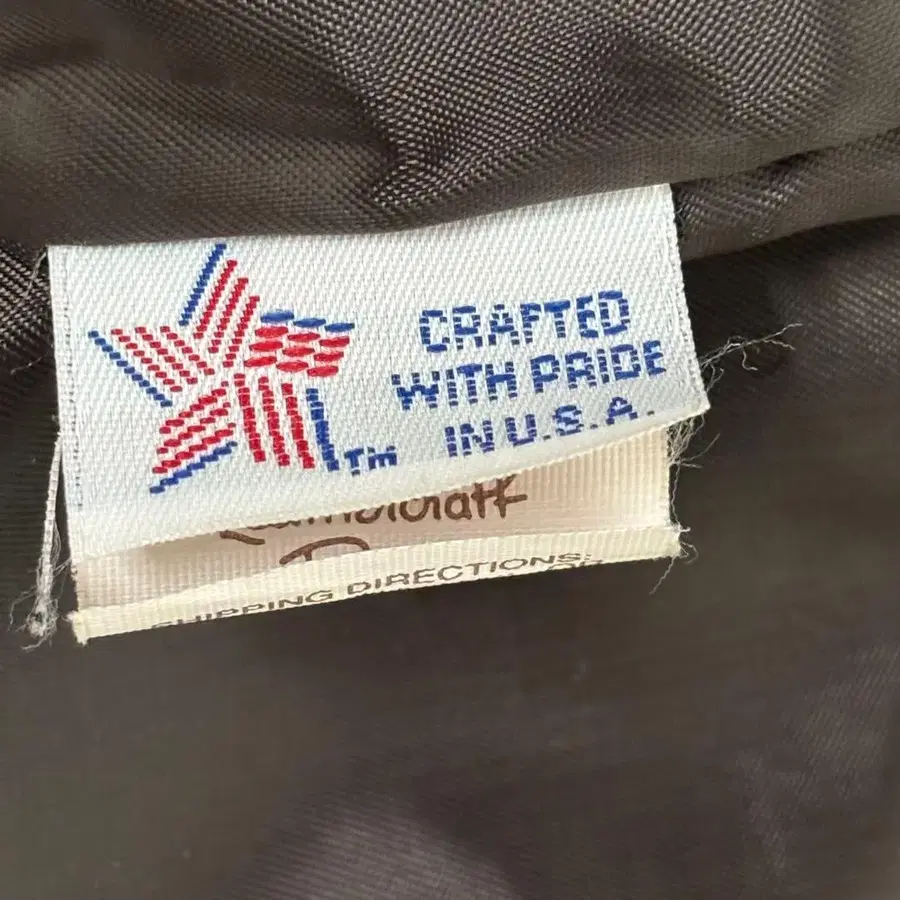 CRAFTED
WITH PRIDE
IN U.S.A.
TM
SHIPPING DIRECTIONS: